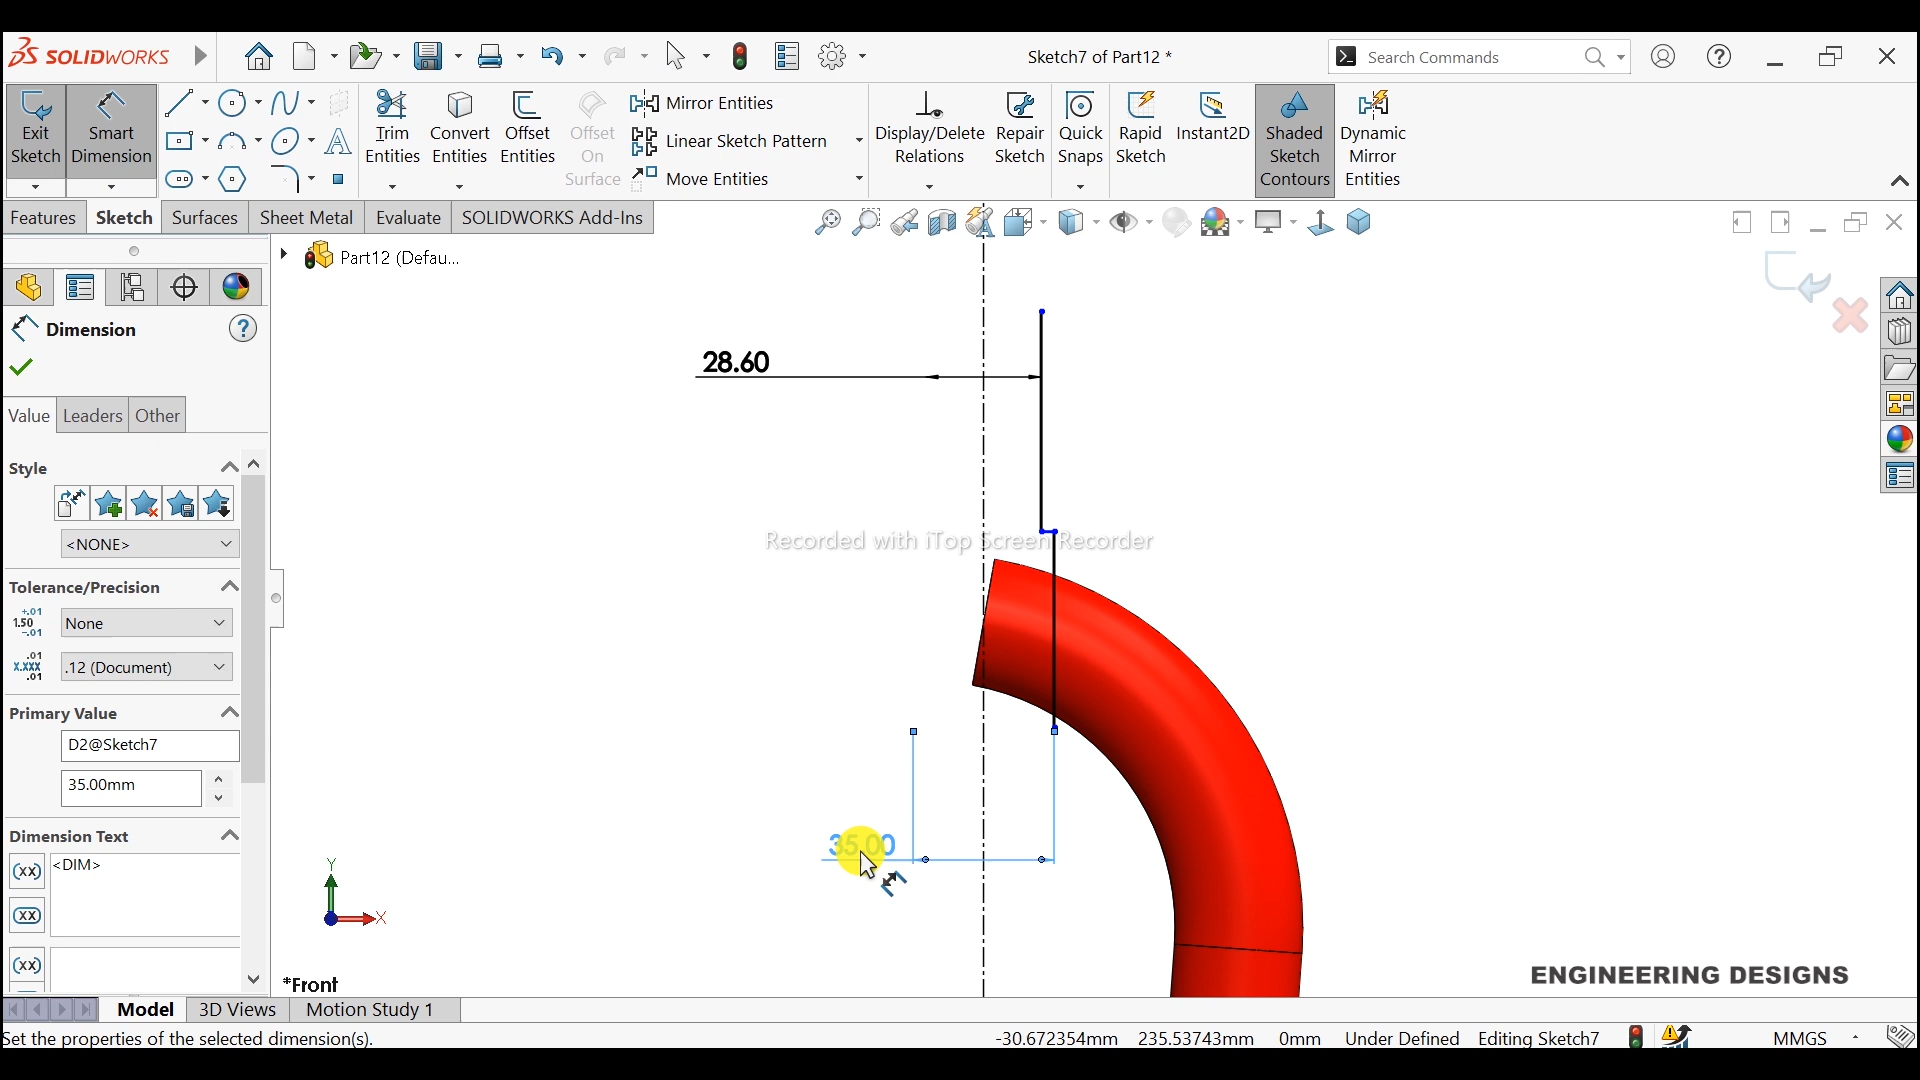 SOLIDWORKS
Sketch7 of Part12 *
Search Commands
Exit Sketch
Smart Dimension
Trim Entities
Convert Entities
Offset Entities
Offset On Surface
Mirror Entities
Linear Sketch Pattern
Move Entities
Display/Delete Relations
Repair Sketch
Quick Snaps
Rapid Sketch
Instant2D
Shaded Sketch Contours
Dynamic Mirror Entities
Features Sketch Surfaces Sheet Metal Evaluate SOLIDWORKS Add-Ins
Part12 (Defau...
Dimension
Value Leaders Other
Style
<NONE>
Tolerance/Precision
None
.12 (Document)
Primary Value
D2@Sketch7
35.00mm
Dimension Text
<DIM>
28.60
Recorded with iTop Screen Recorder
35.00
Y
X
*Front
ENGINEERING DESIGNS
Model 3D Views Motion Study 1
Set the properties of the selected dimension(s).
-30.672354mm 235.53743mm 0mm Under Defined Editing Sketch7 MMGS